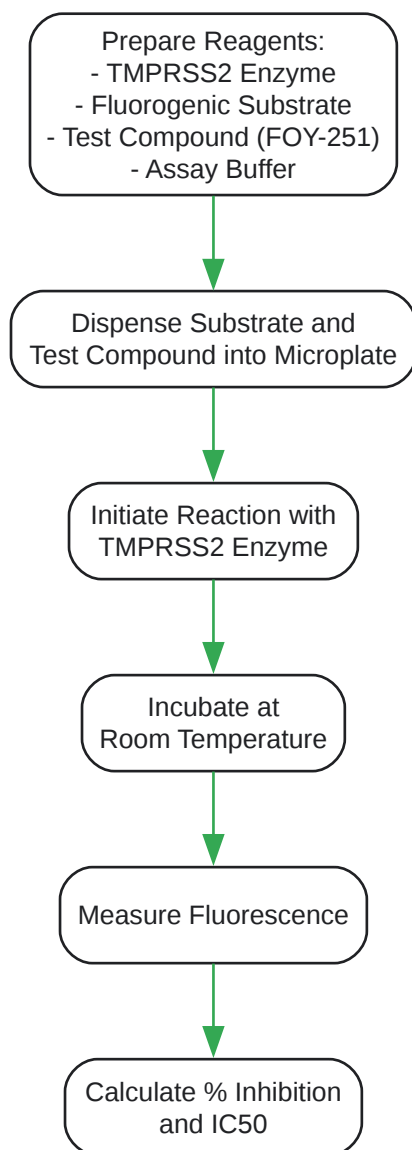 Prepare Reagents:
- TMPRSS2 Enzyme
- Fluorogenic Substrate
- Test Compound (FOY-251)
- Assay Buffer
Dispense Substrate and
Test Compound into Microplate
Initiate Reaction with
TMPRSS2 Enzyme
Incubate at
Room Temperature
Measure Fluorescence
Calculate % Inhibition
and IC50